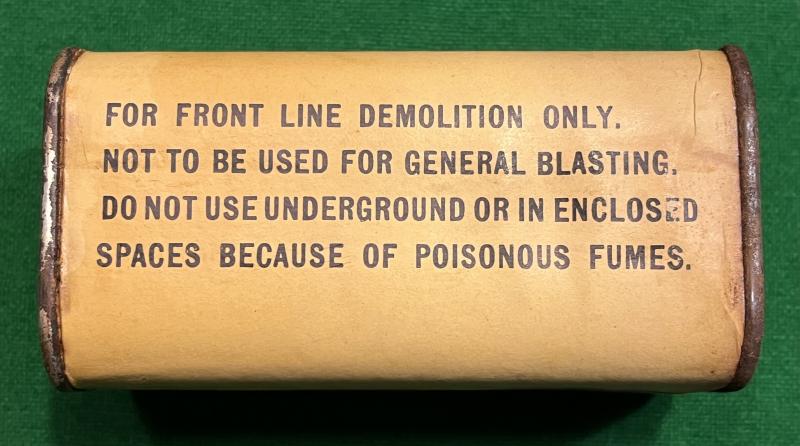 FOR FRONT LINE DEMOLITION ONLY.
NOT TO BE USED FOR GENERAL BLASTING.
DO NOT USE UNDERGROUND OR IN ENCLOSED
SPACES BECAUSE OF POISONOUS FUMES.